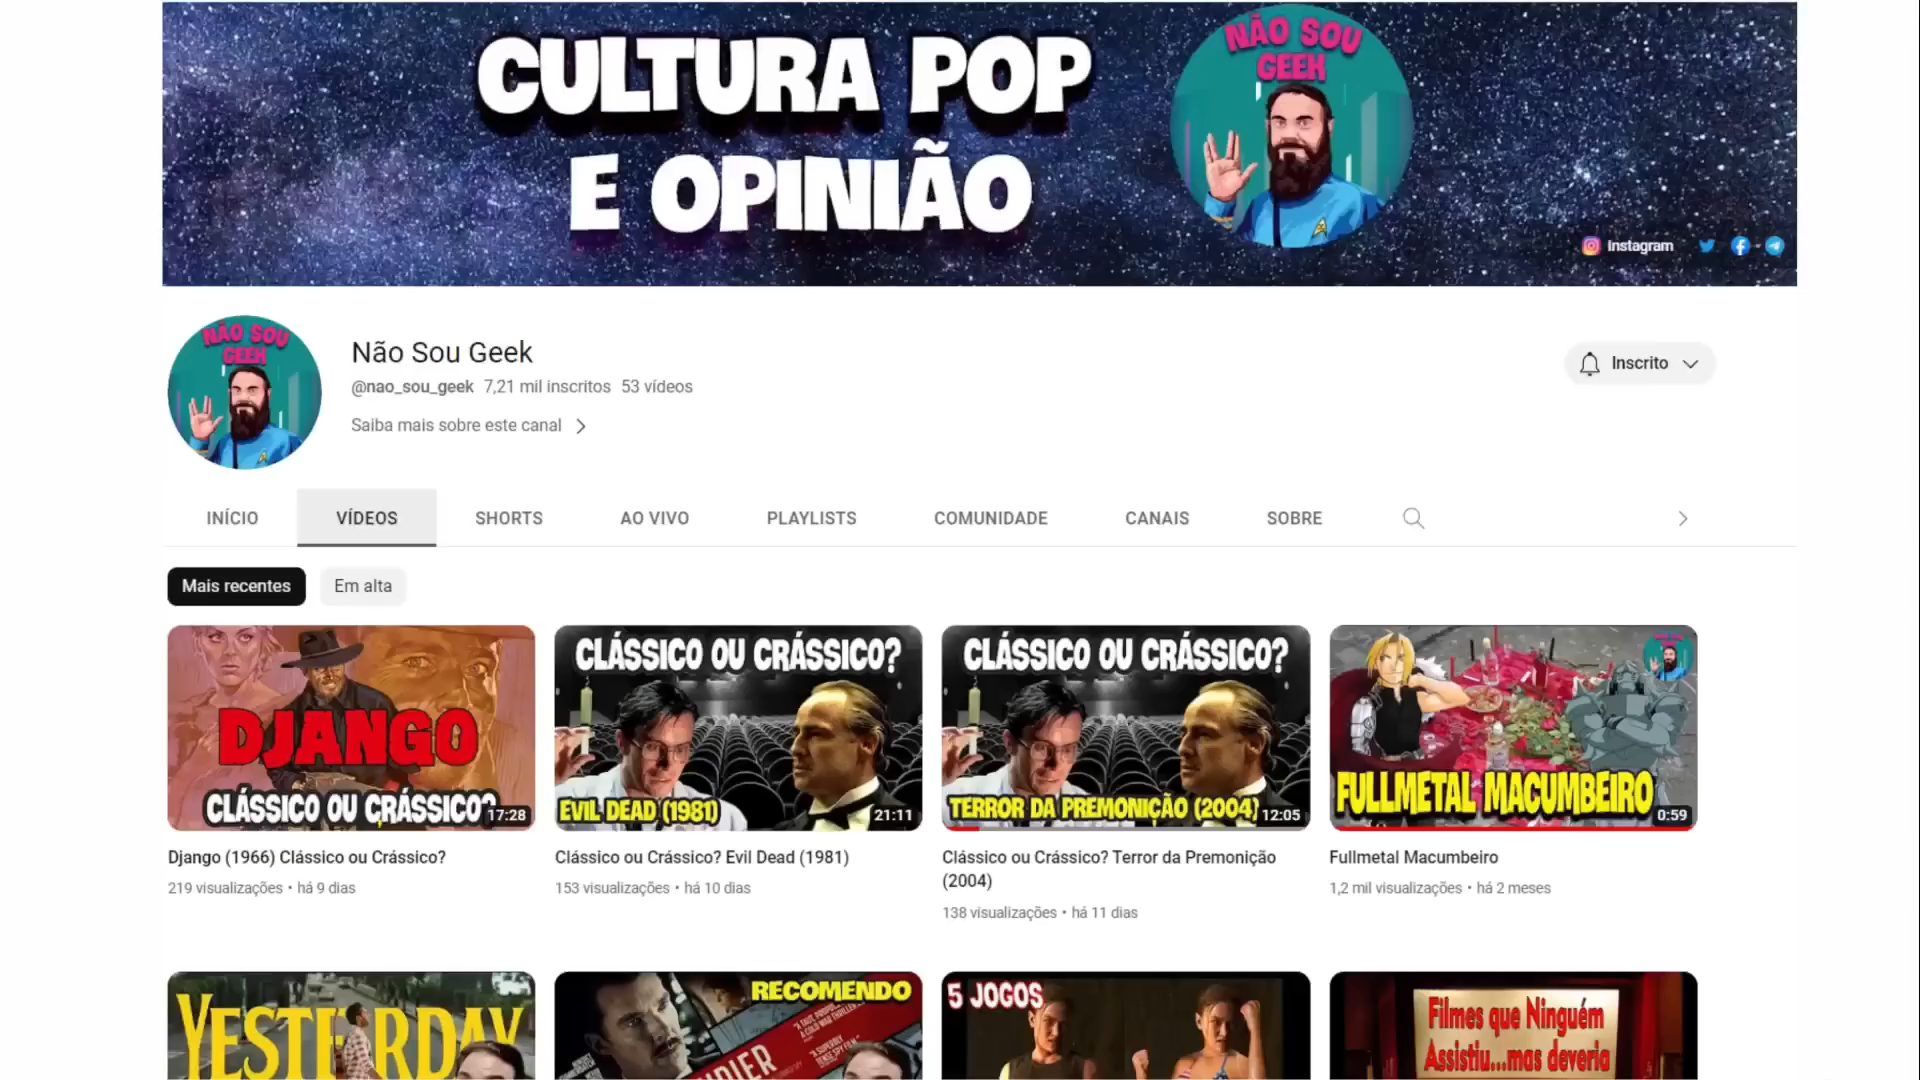 CULTURA POP
E OPINIÃO
NÃO SOU
GEEK
Instagram
NÃO SOU
GEEK
Não Sou Geek
@nao_sou_geek 7,21 mil inscritos 53 vídeos
Saiba mais sobre este canal
Inscrito
INÍCIO VÍDEOS SHORTS AO VIVO PLAYLISTS COMUNIDADE CANAIS SOBRE
Mais recentes Em alta
DJANGO
CLÁSSICO OU CRÁSSICO?
17:28
CLÁSSICO OU CRÁSSICO?
EVIL DEAD (1981)
21:11
CLÁSSICO OU CRÁSSICO?
TERROR DA PREMONIÇÃO (2004)
12:05
FULLMETAL MACUMBEIRO
0:59
Django (1966) Clássico ou Crássico?
219 visualizações • há 9 dias
Clássico ou Crássico? Evil Dead (1981)
153 visualizações • há 10 dias
Clássico ou Crássico? Terror da Premonição
(2004)
138 visualizações • há 11 dias
Fullmetal Macumbeiro
1,2 mil visualizações • há 2 meses
YESTERDAY
RECOMENDO
5 JOGOS
Filmes que Ninguém
Assistiu...mas deveria